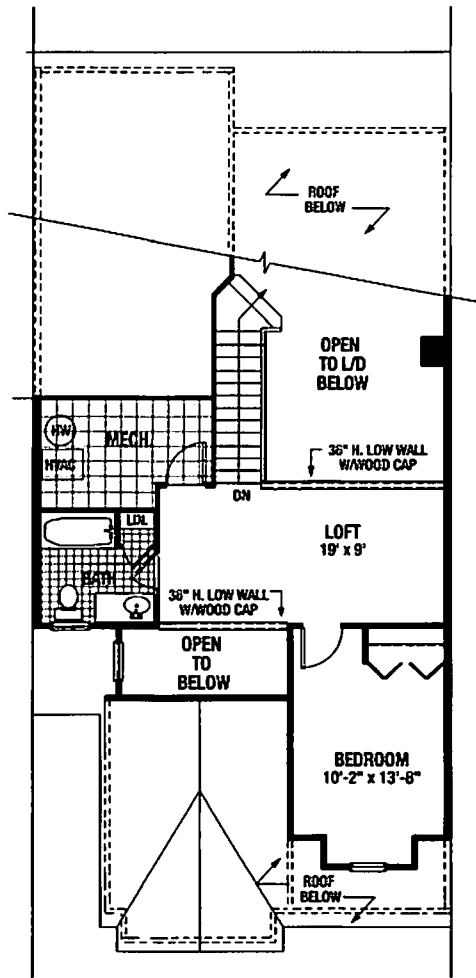 ROOF
BELOW
OPEN
TO L/D
BELOW
HW
MECH.
HVAC
36" H. LOW WALL
W/WOOD CAP
DN
LDL
LOFT
19' x 9'
BATH
36" H. LOW WALL
W/WOOD CAP
OPEN
TO
BELOW
BEDROOM
10'-2" x 13'-8"
ROOF
BELOW